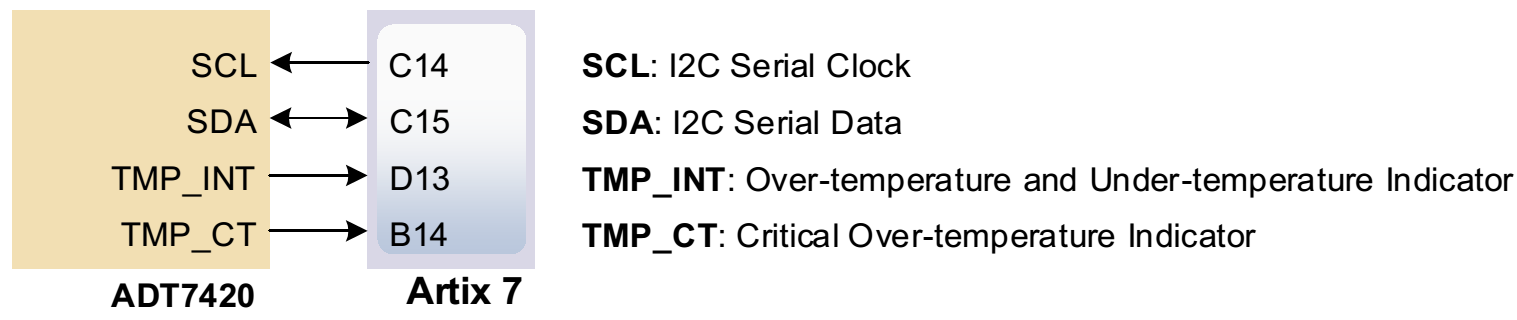 SCL C14 SCL: I2C Serial Clock
SDA C15 SDA: I2C Serial Data
TMP_INT D13 TMP_INT: Over-temperature and Under-temperature Indicator
TMP_CT B14 TMP_CT: Critical Over-temperature Indicator
ADT7420 Artix 7